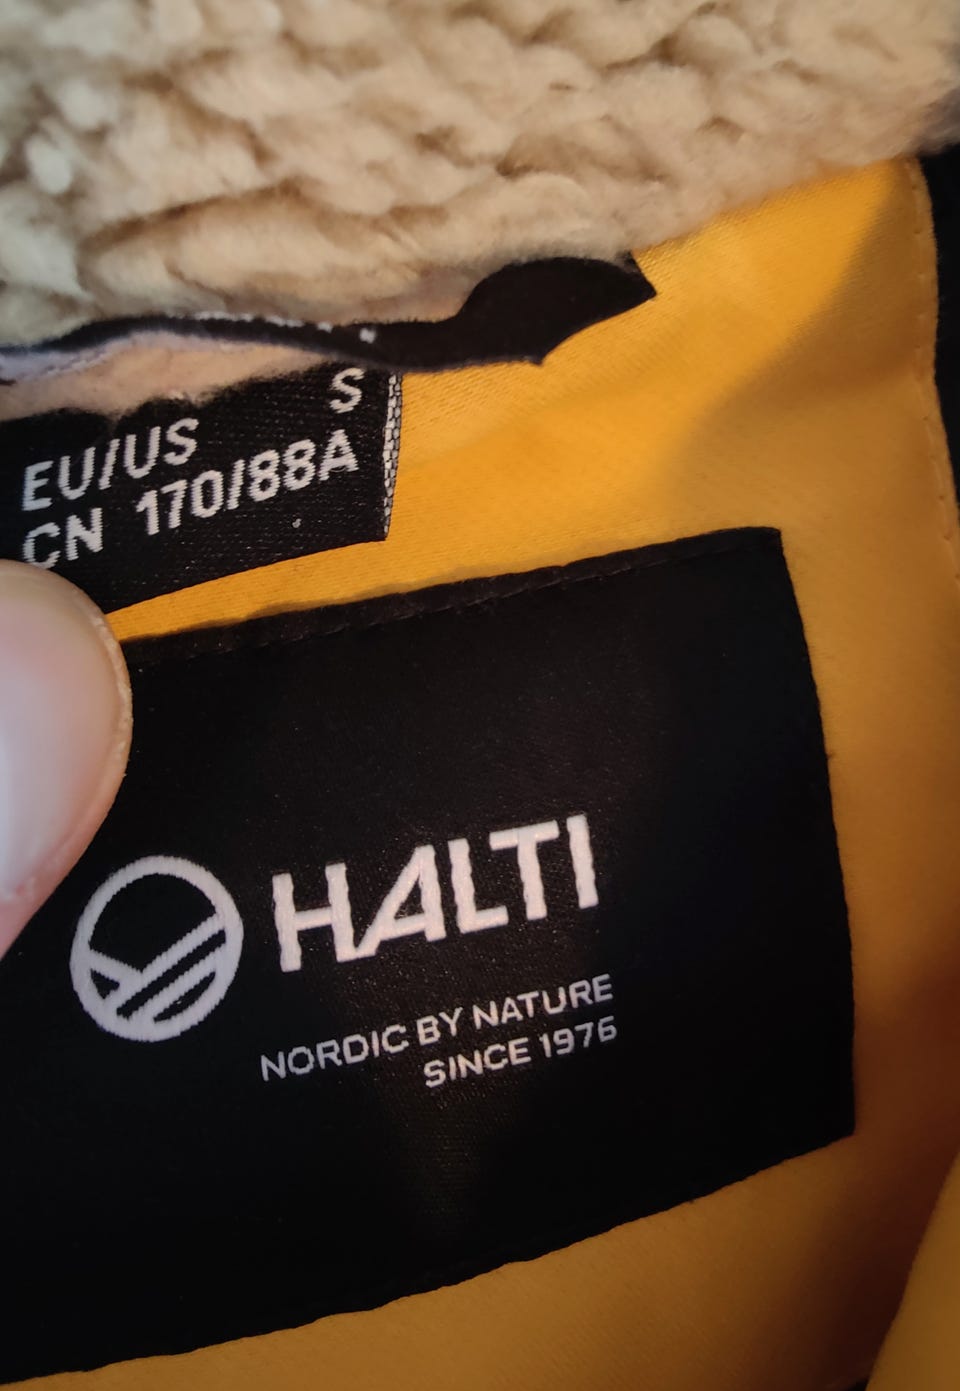 EU/US S
CN 170/88A
HALTI
NORDIC BY NATURE
SINCE 1976